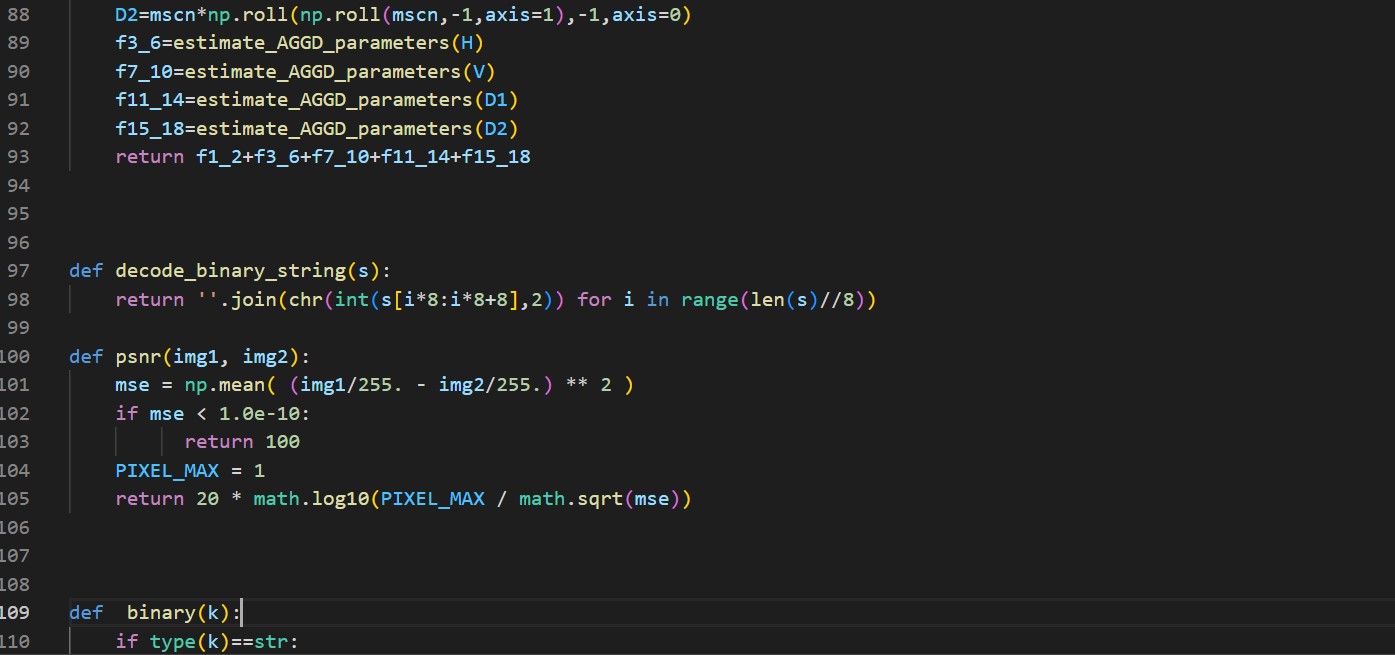 88 D2=mscn*np.roll(np.roll(mscn,-1,axis=1),-1,axis=0)
89 f3_6=estimate_AGGD_parameters(H)
90 f7_10=estimate_AGGD_parameters(V)
91 f11_14=estimate_AGGD_parameters(D1)
92 f15_18=estimate_AGGD_parameters(D2)
93 return f1_2+f3_6+f7_10+f11_14+f15_18
94
95
96
97 def decode_binary_string(s):
98 return ''.join(chr(int(s[i*8:i*8+8],2)) for i in range(len(s)//8))
99
100 def psnr(img1, img2):
101 mse = np.mean( (img1/255. - img2/255.) ** 2 )
102 if mse < 1.0e-10:
103 return 100
104 PIXEL_MAX = 1
105 return 20 * math.log10(PIXEL_MAX / math.sqrt(mse))
106
107
108
109 def  binary(k):
110 if type(k)==str: